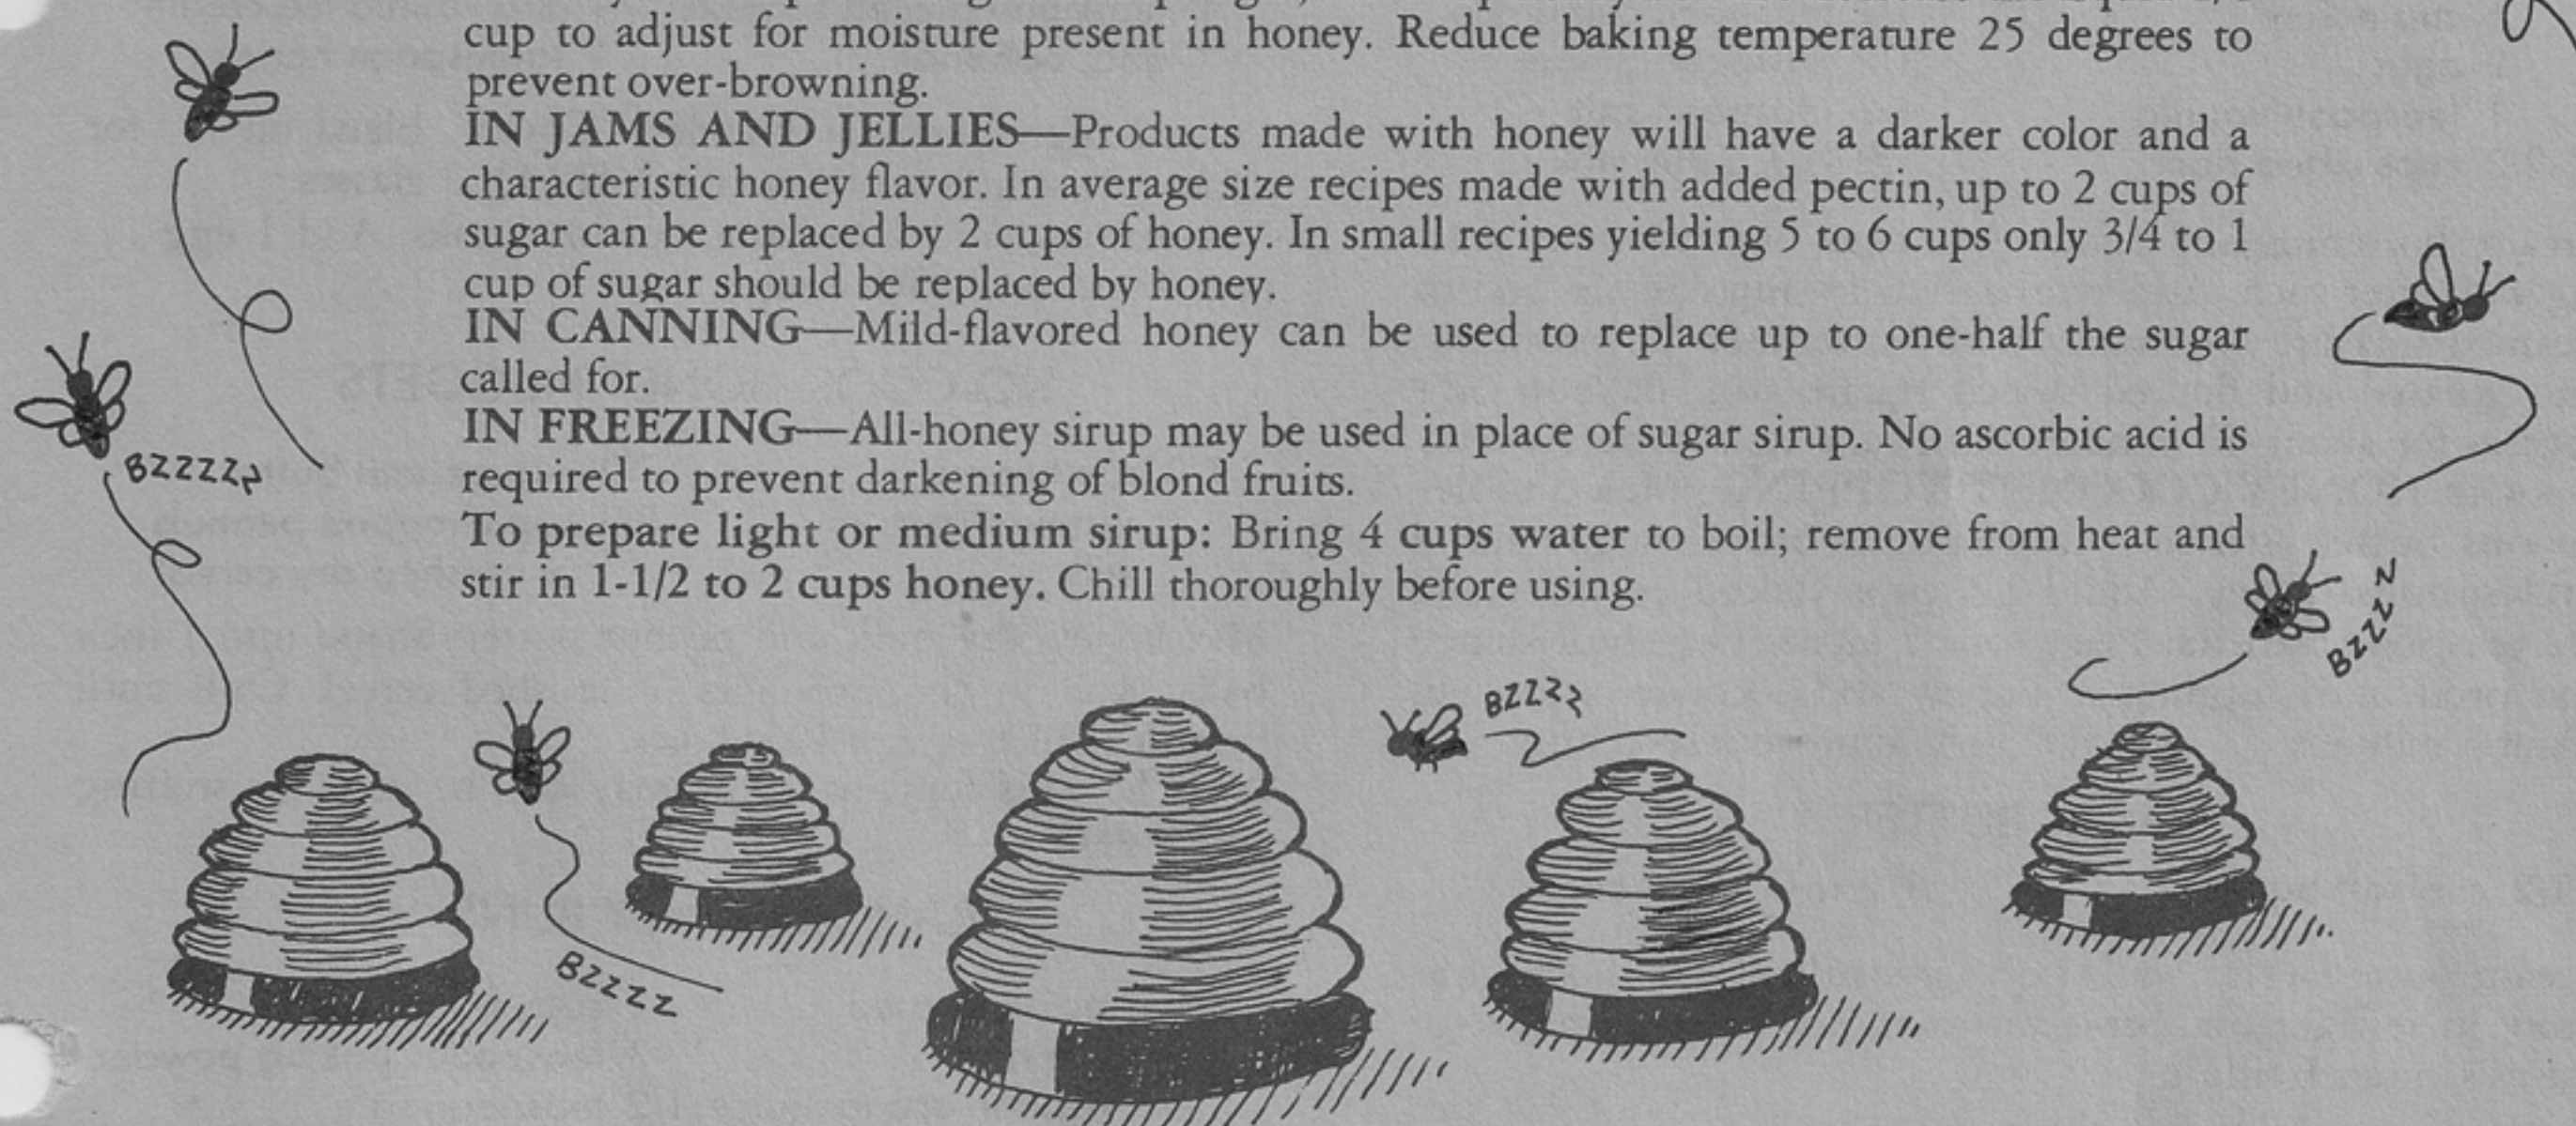 cup to adjust for moisture present in honey. Reduce baking temperature 25 degrees to
prevent over-browning.
IN JAMS AND JELLIES—Products made with honey will have a darker color and a
characteristic honey flavor. In average size recipes made with added pectin, up to 2 cups of
sugar can be replaced by 2 cups of honey. In small recipes yielding 5 to 6 cups only 3/4 to 1
cup of sugar should be replaced by honey.
IN CANNING—Mild-flavored honey can be used to replace up to one-half the sugar
called for.
IN FREEZING—All-honey sirup may be used in place of sugar sirup. No ascorbic acid is
required to prevent darkening of blond fruits.
To prepare light or medium sirup: Bring 4 cups water to boil; remove from heat and
stir in 1-1/2 to 2 cups honey. Chill thoroughly before using.
BZZZZZ
BZZZZ
BZZZZ
BZZZZ